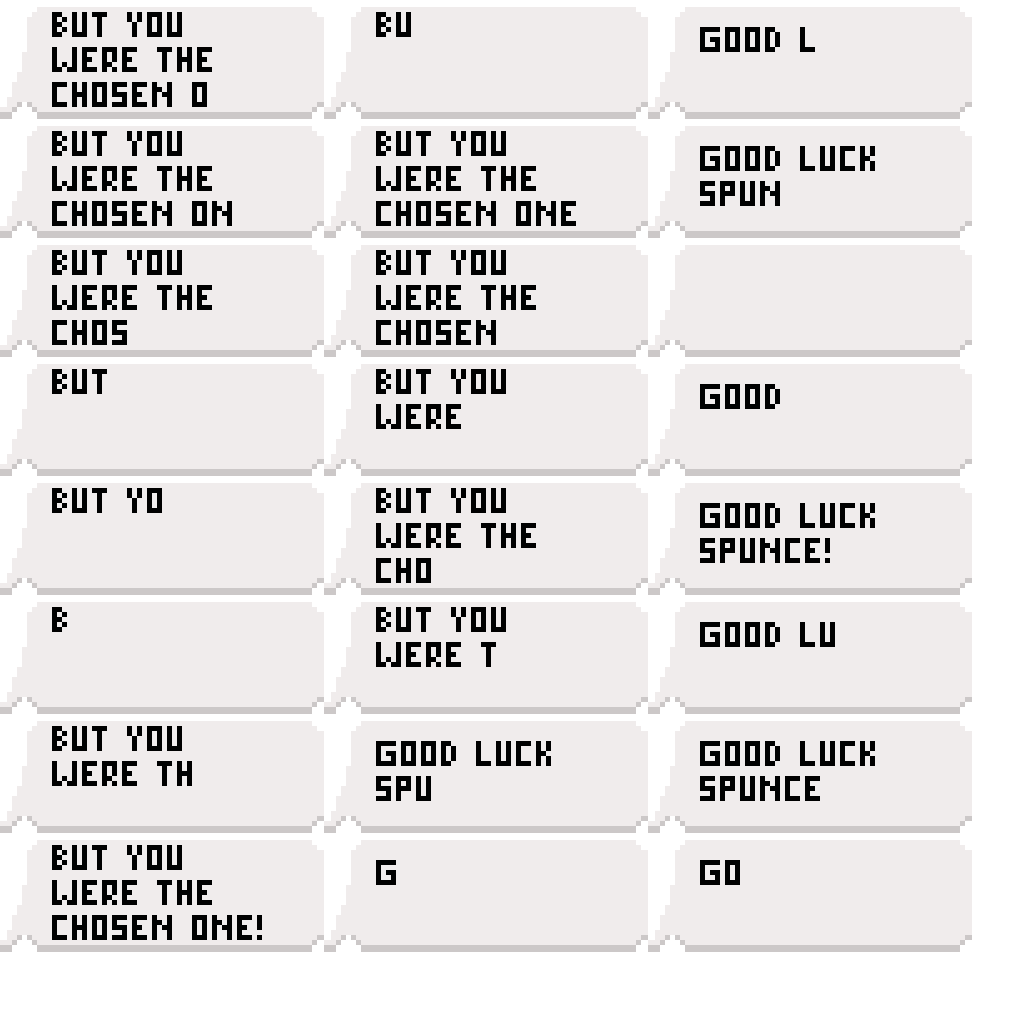 BUT YOU
WERE THE
CHOSEN O
BU
GOOD L
BUT YOU
WERE THE
CHOSEN ON
BUT YOU
WERE THE
CHOSEN ONE
GOOD LUCK
SPUN
BUT YOU
WERE THE
CHOS
BUT YOU
WERE THE
CHOSEN
BUT
BUT YOU
WERE
GOOD
BUT YO
BUT YOU
WERE THE
CHO
GOOD LUCK
SPUNCE!
B
BUT YOU
WERE T
GOOD LU
BUT YOU
WERE TH
GOOD LUCK
SPU
GOOD LUCK
SPUNCE
BUT YOU
WERE THE
CHOSEN ONE!
G
GO